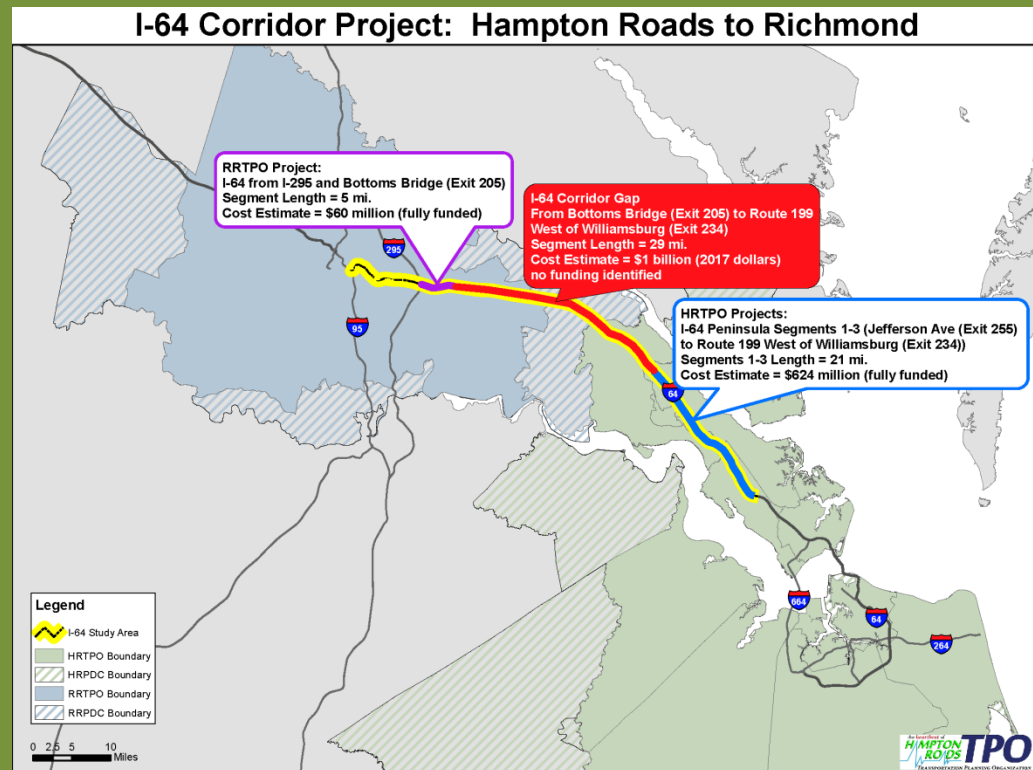 I-64 Corridor Project:  Hampton Roads to Richmond
RRTPO Project:
I-64 from I-295 and Bottoms Bridge (Exit 205)
Segment Length = 5 mi.
Cost Estimate = $60 million (fully funded)
I-64 Corridor Gap
From Bottoms Bridge (Exit 205) to Route 199
West of Williamsburg (Exit 234)
Segment Length = 29 mi.
Cost Estimate = $1 billion (2017 dollars)
no funding identified
295
95
HRTPO Projects:
I-64 Peninsula Segments 1-3 (Jefferson Ave (Exit 255)
to Route 199 West of Williamsburg (Exit 234))
Segments 1-3 Length = 21 mi.
Cost Estimate = $624 million (fully funded)
64
664
64
264
Legend
I-64 Study Area
HRTPO Boundary
HRPDC Boundary
RRTPO Boundary
RRPDC Boundary
0 2.5 5 10
Miles
HAMPTON
ROADS TPO
TRANSPORTATION PLANNING ORGANIZATION